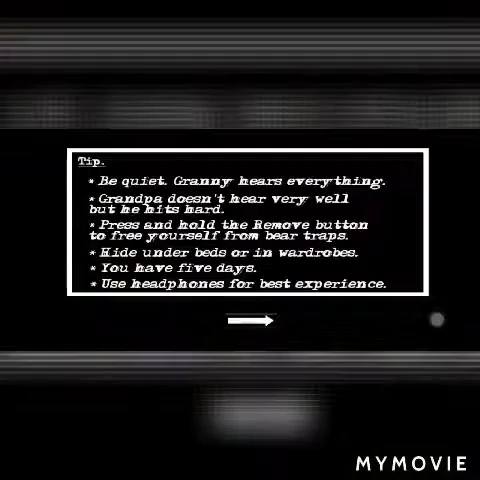 Tip.
* Be quiet. Granny hears everything.
* Grandpa doesn't hear very well
but he hits hard.
* Press and hold the Remove button
to free yourself from bear traps.
* Hide under beds or in wardrobes.
* You have five days.
* Use headphones for best experience.
MYMOVIE